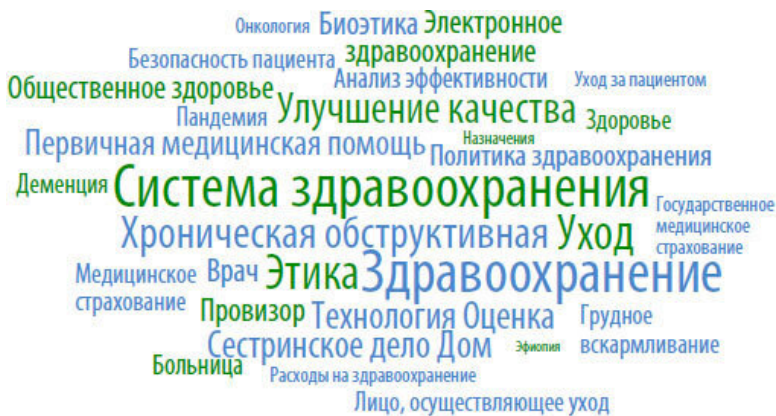 Онкология Биоэтика Электронное
здравоохранение
Безопасность пациента
Общественное здоровье Анализ эффективности Уход за пациентом
Пандемия Улучшение качества Здоровье
Первичная медицинская помощь Назначения
Политика здравоохранения
Деменция Система здравоохранения
Государственное
медицинское
страхование
Хроническая обструктивная Уход
Медицинское
страхование
Врач Этика Здравоохранение
Провизор Технология Оценка Грудное
вскармливание
Сестринское дело Дом Эфиопия
Больница Расходы на здравоохранение
Лицо, осуществляющее уход